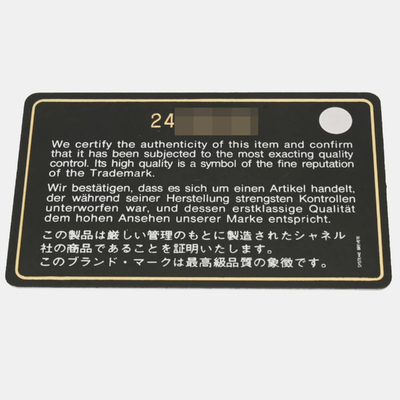 24
We certify the authenticity of this item and confirm
that it has been subjected to the most exacting quality
control. Its high quality is a symbol of the fine reputation
of the Trademark.
Wir bestätigen, dass es sich um einen Artikel handelt,
der während seiner Herstellung strengsten Kontrollen
unterworfen war, und dessen erstklassige Qualität
dem hohen Ansehen unserer Marke entspricht.
この製品は厳しい管理のもとに製造されたシャネル
社の商品であることを証明いたします。
このブランド・マークは最高級品質の象徴です。